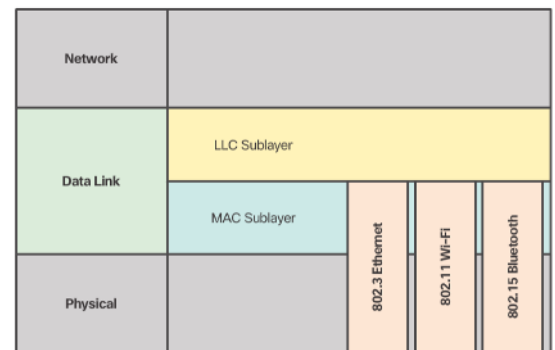 Network
LLC Sublayer
Data Link
MAC Sublayer
802.3 Ethernet
802.11 Wi-Fi
802.15 Bluetooth
Physical